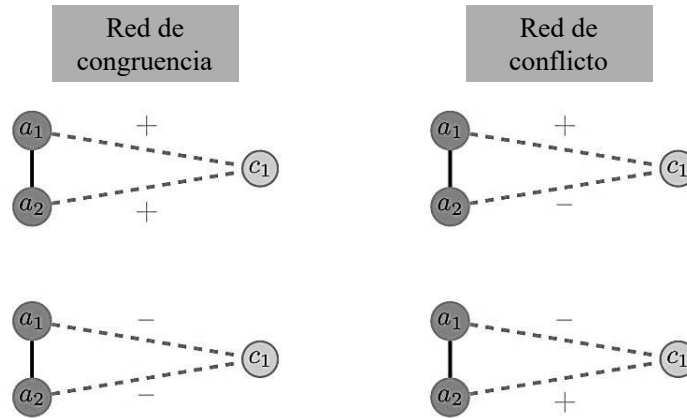 Red de
congruencia
Red de
conflicto
a₁
+
c₁
+
a₂
a₁
+
c₁
−
a₂
a₁
−
c₁
−
a₂
a₁
−
c₁
+
a₂